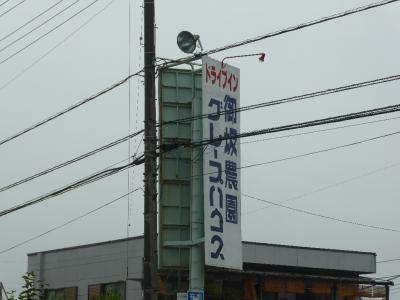 ドライブイン
御坂農園
グレープハウス